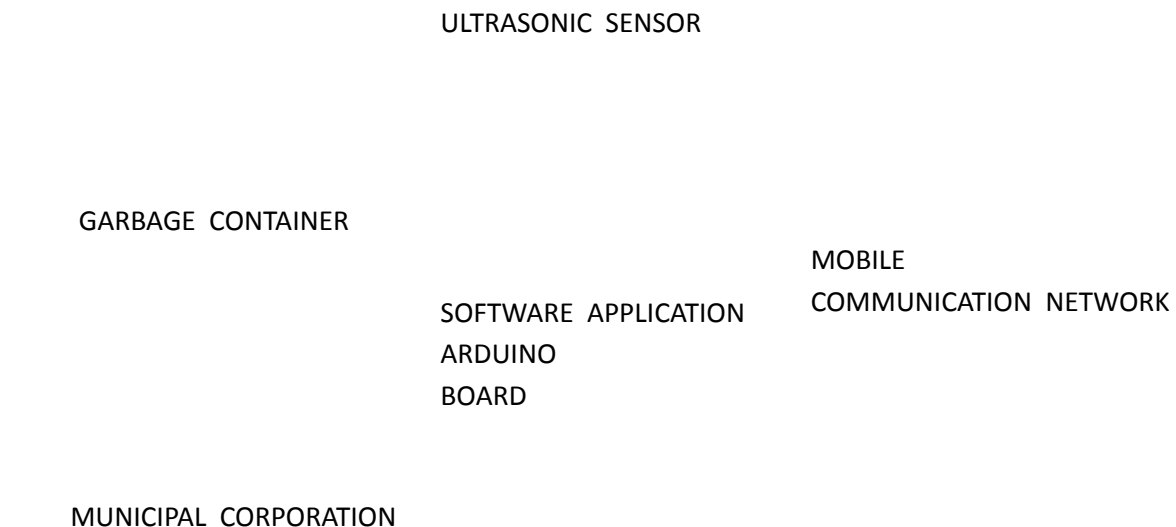 ULTRASONIC SENSOR
GARBAGE CONTAINER
MOBILE
COMMUNICATION NETWORK
SOFTWARE APPLICATION
ARDUINO
BOARD
MUNICIPAL CORPORATION